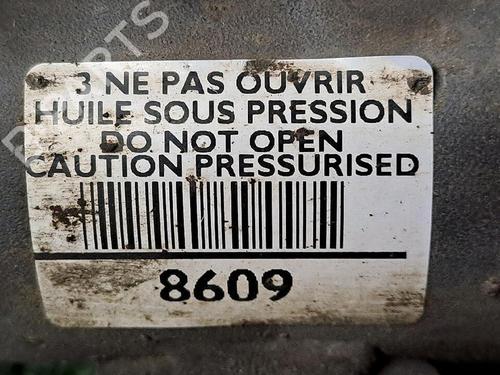 3 NE PAS OUVRIR
HUILE SOUS PRESSION
DO NOT OPEN
CAUTION PRESSURISED
8609